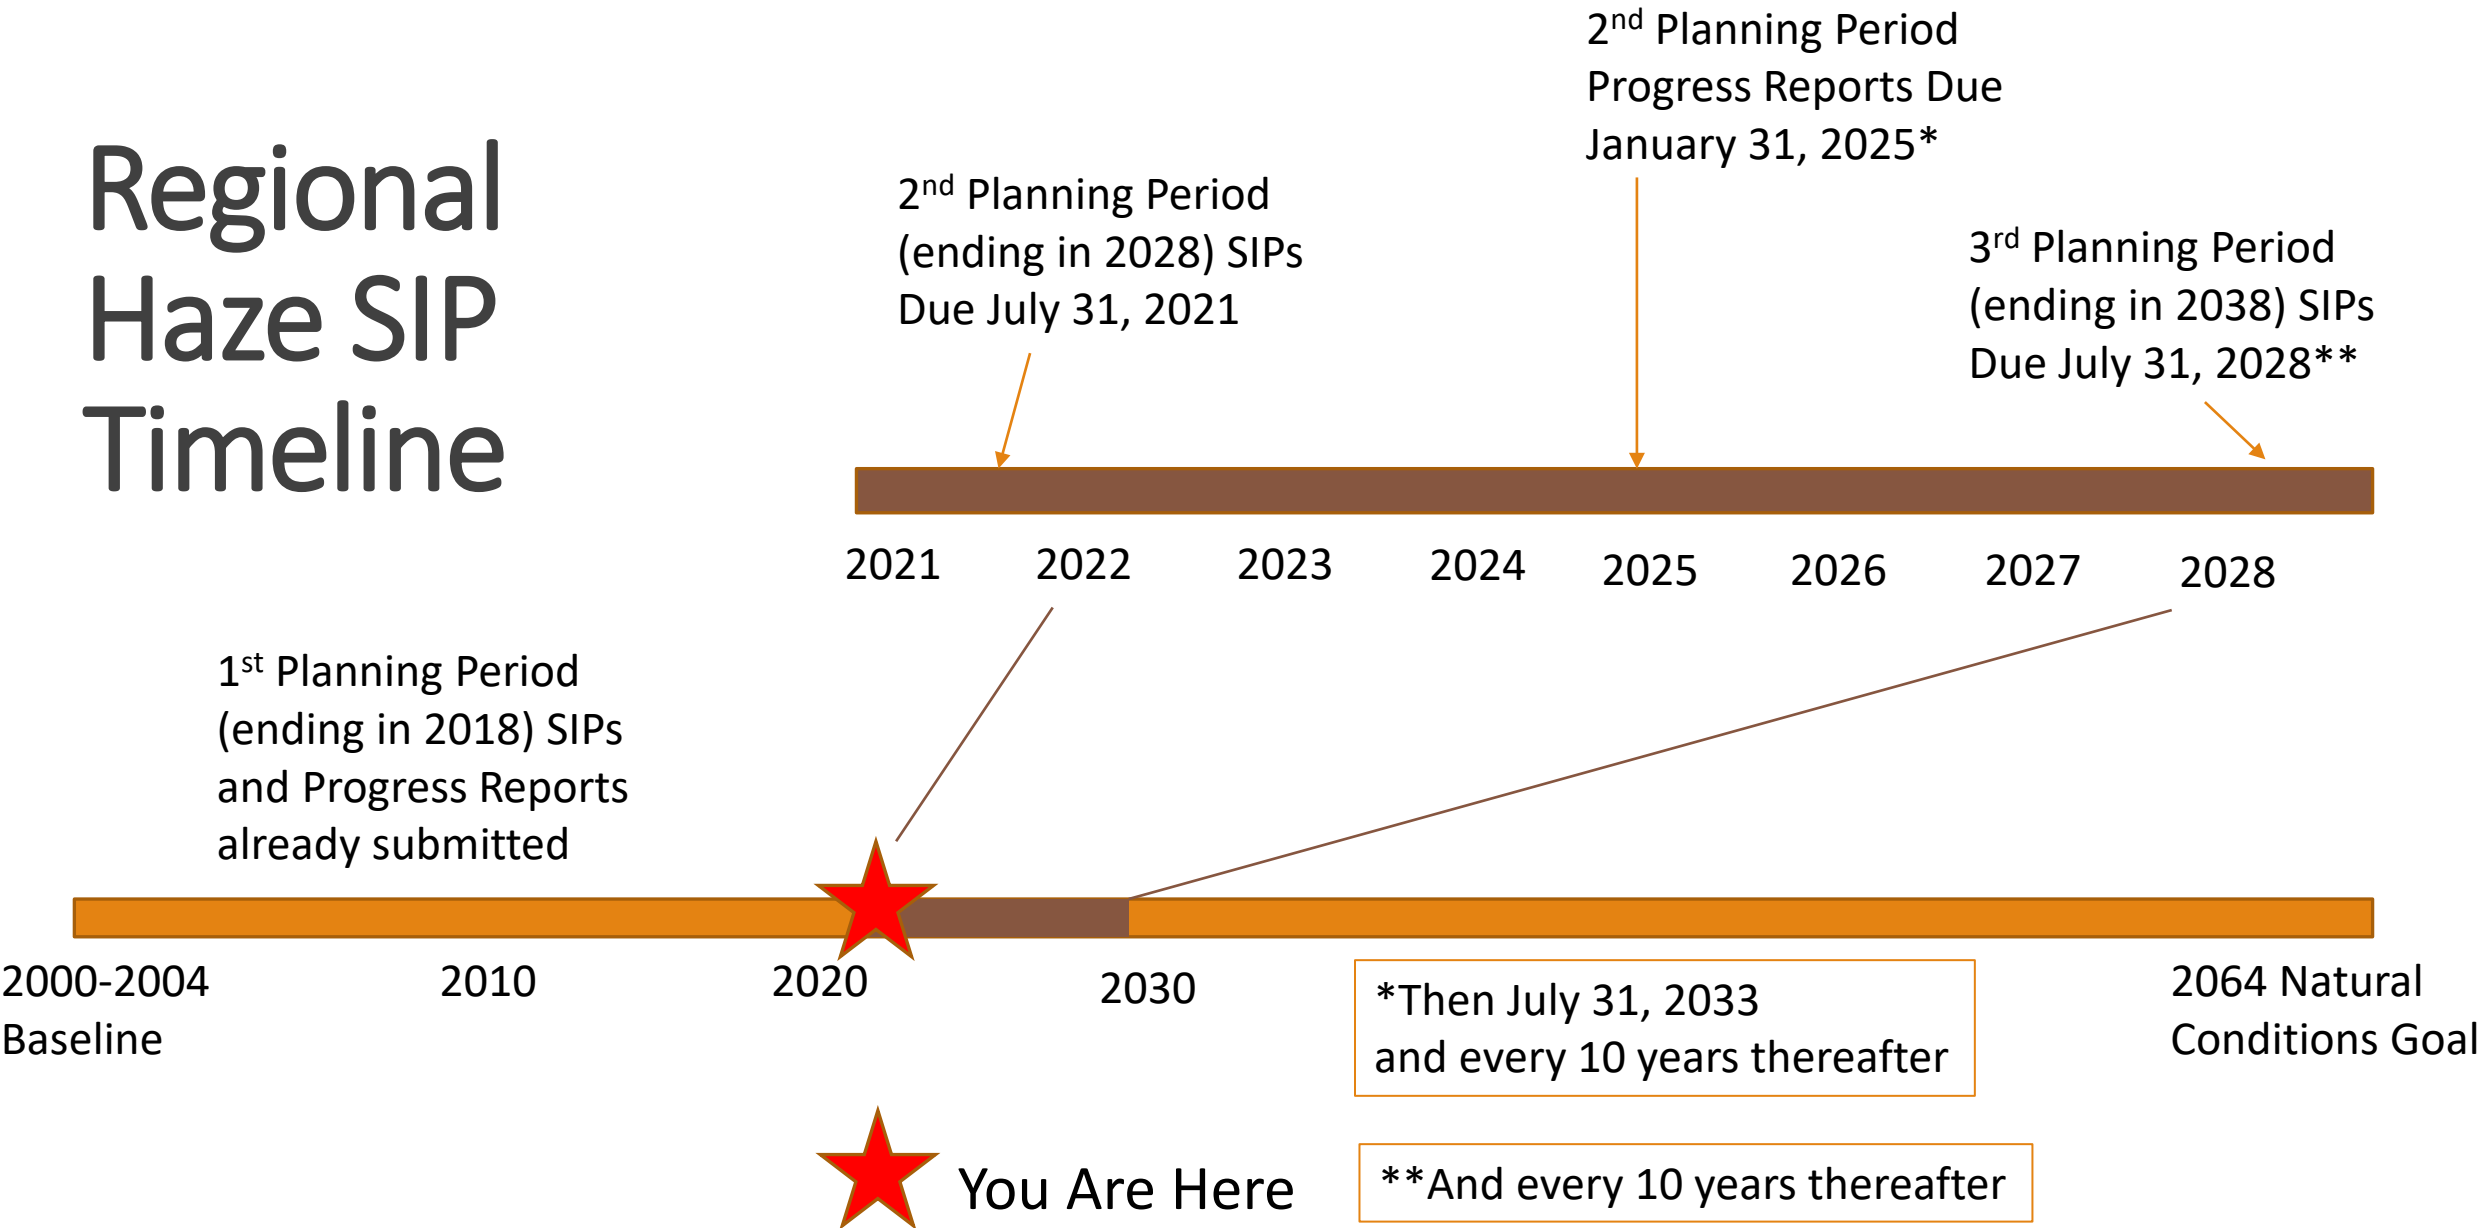 Regional
Haze SIP
Timeline
2nd Planning Period
(ending in 2028) SIPs
Due July 31, 2021
2nd Planning Period
Progress Reports Due
January 31, 2025*
3rd Planning Period
(ending in 2038) SIPs
Due July 31, 2028**
2021 2022 2023 2024 2025 2026 2027 2028
1st Planning Period
(ending in 2018) SIPs
and Progress Reports
already submitted
2000-2004
Baseline
2010
2020
2030
2064 Natural
Conditions Goal
*Then July 31, 2033
and every 10 years thereafter
You Are Here
**And every 10 years thereafter